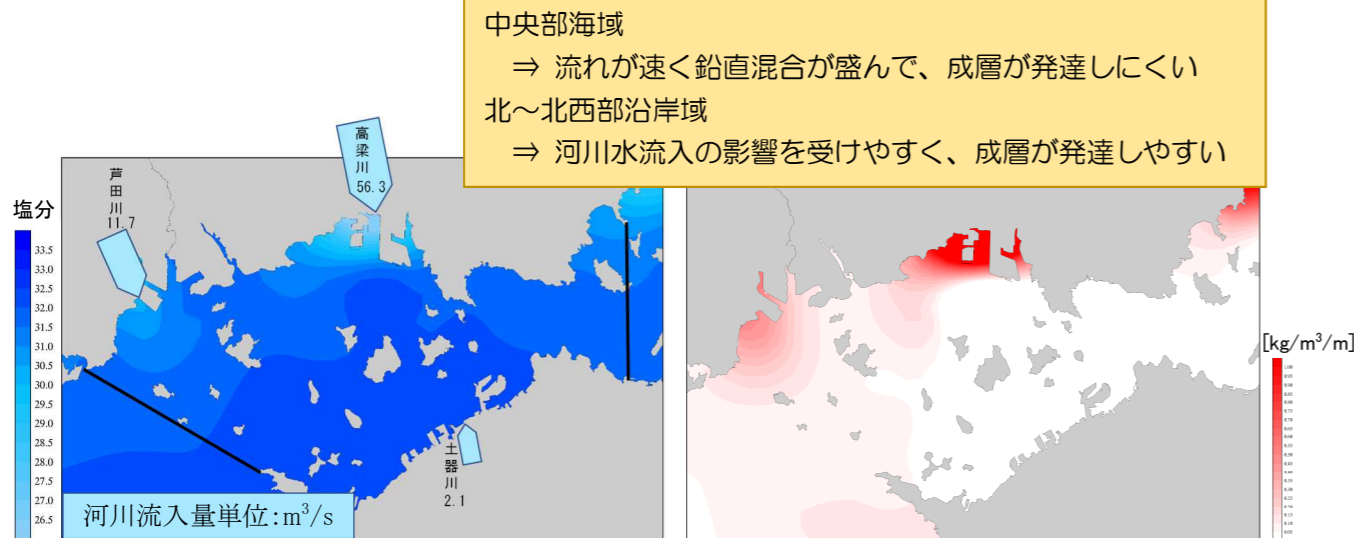 中央部海域
⇒ 流れが速く鉛直混合が盛んで、成層が発達しにくい
北～北西部沿岸域
⇒ 河川水流入の影響を受けやすく、成層が発達しやすい
高梁川
56.3
芦田川
11.7
塩分
33.5
33.0
32.5
32.0
31.5
31.0
30.5
30.0
29.5
29.0
28.5
28.0
27.5
27.0
26.5
土器川
2.1
河川流入量単位:m³/s
[kg/m³/m]